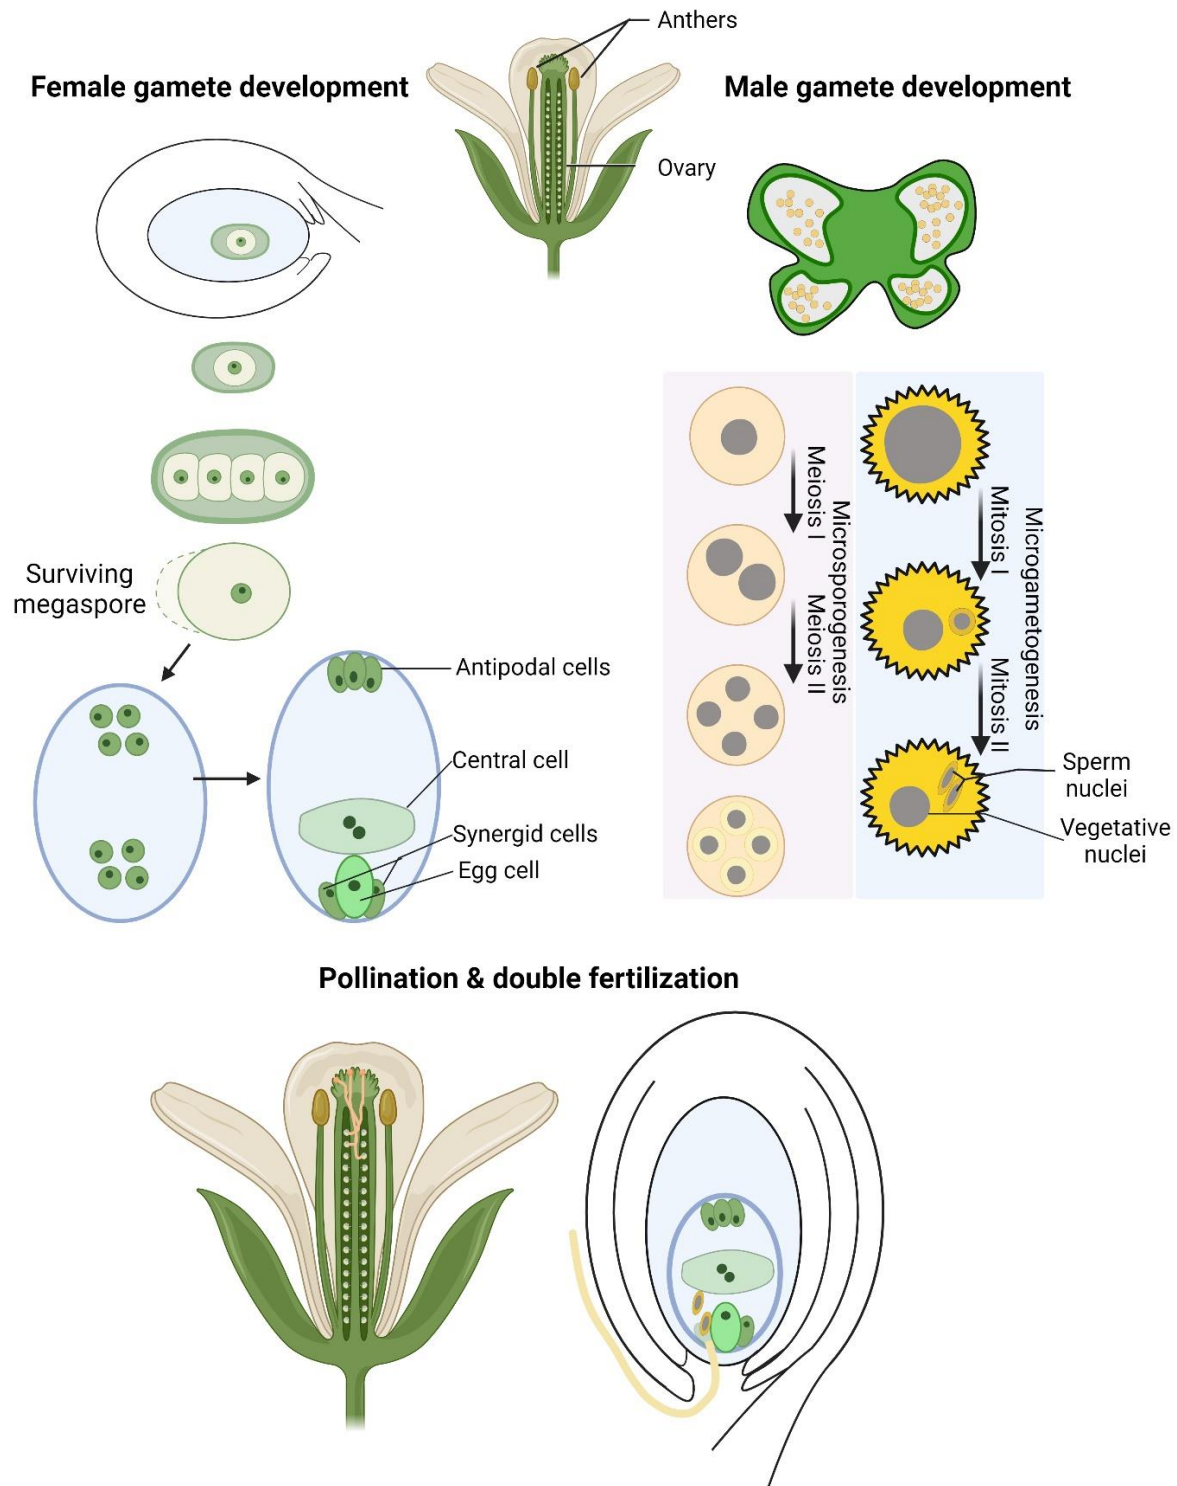 Anthers
Female gamete development
Male gamete development
Ovary
Surviving
megaspore
Antipodal cells
Central cell
Synergid cells
Egg cell
Meiosis I
Meiosis II
Microsporogenesis
Mitosis I
Mitosis II
Microgametogenesis
Sperm
nuclei
Vegetative
nuclei
Pollination & double fertilization